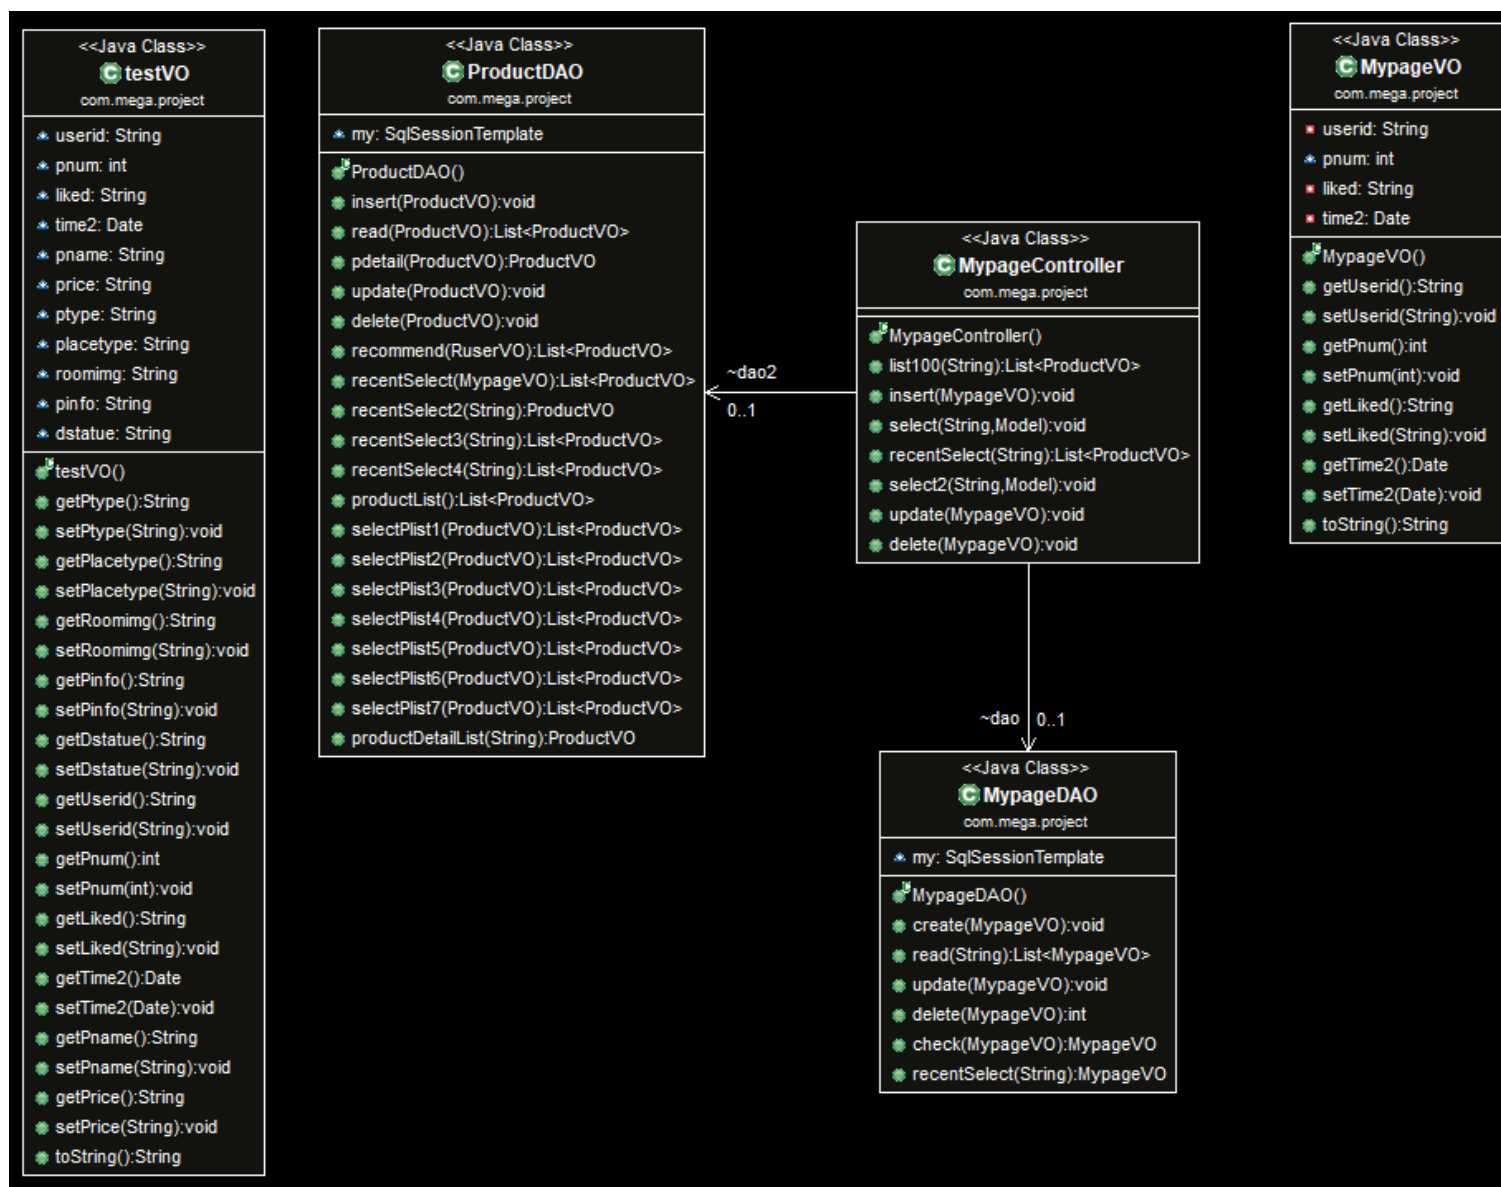 <<Java Class>>
testVO
com.mega.project
userid: String
pnum: int
liked: String
time2: Date
pname: String
price: String
ptype: String
placetype: String
roomimg: String
pinfo: String
dstatue: String
testVO()
getPtype():String
setPtype(String):void
getPlacetype():String
setPlacetype(String):void
getRoomimg():String
setRoomimg(String):void
getPinfo():String
setPinfo(String):void
getDstatue():String
setDstatue(String):void
getUserid():String
setUserid(String):void
getPnum():int
setPnum(int):void
getLiked():String
setLiked(String):void
getTime2():Date
setTime2(Date):void
getPname():String
setPname(String):void
getPrice():String
setPrice(String):void
toString():String
<<Java Class>>
ProductDAO
com.mega.project
my: SqlSessionTemplate
ProductDAO()
insert(ProductVO):void
read(ProductVO):List<ProductVO>
pdetail(ProductVO):ProductVO
update(ProductVO):void
delete(ProductVO):void
recommend(RuserVO):List<ProductVO>
recentSelect(MypageVO):List<ProductVO>
recentSelect2(String):ProductVO
recentSelect3(String):List<ProductVO>
recentSelect4(String):List<ProductVO>
productList():List<ProductVO>
selectPlist1(ProductVO):List<ProductVO>
selectPlist2(ProductVO):List<ProductVO>
selectPlist3(ProductVO):List<ProductVO>
selectPlist4(ProductVO):List<ProductVO>
selectPlist5(ProductVO):List<ProductVO>
selectPlist6(ProductVO):List<ProductVO>
selectPlist7(ProductVO):List<ProductVO>
productDetailList(String):ProductVO
~dao2
0..1
<<Java Class>>
MypageController
com.mega.project
MypageController()
list100(String):List<ProductVO>
insert(MypageVO):void
select(String,Model):void
recentSelect(String):List<ProductVO>
select2(String,Model):void
update(MypageVO):void
delete(MypageVO):void
~dao 0..1
<<Java Class>>
MypageDAO
com.mega.project
my: SqlSessionTemplate
MypageDAO()
create(MypageVO):void
read(String):List<MypageVO>
update(MypageVO):void
delete(MypageVO):int
check(MypageVO):MypageVO
recentSelect(String):MypageVO
<<Java Class>>
MypageVO
com.mega.project
userid: String
pnum: int
liked: String
time2: Date
MypageVO()
getUserid():String
setUserid(String):void
getPnum():int
setPnum(int):void
getLiked():String
setLiked(String):void
getTime2():Date
setTime2(Date):void
toString():String